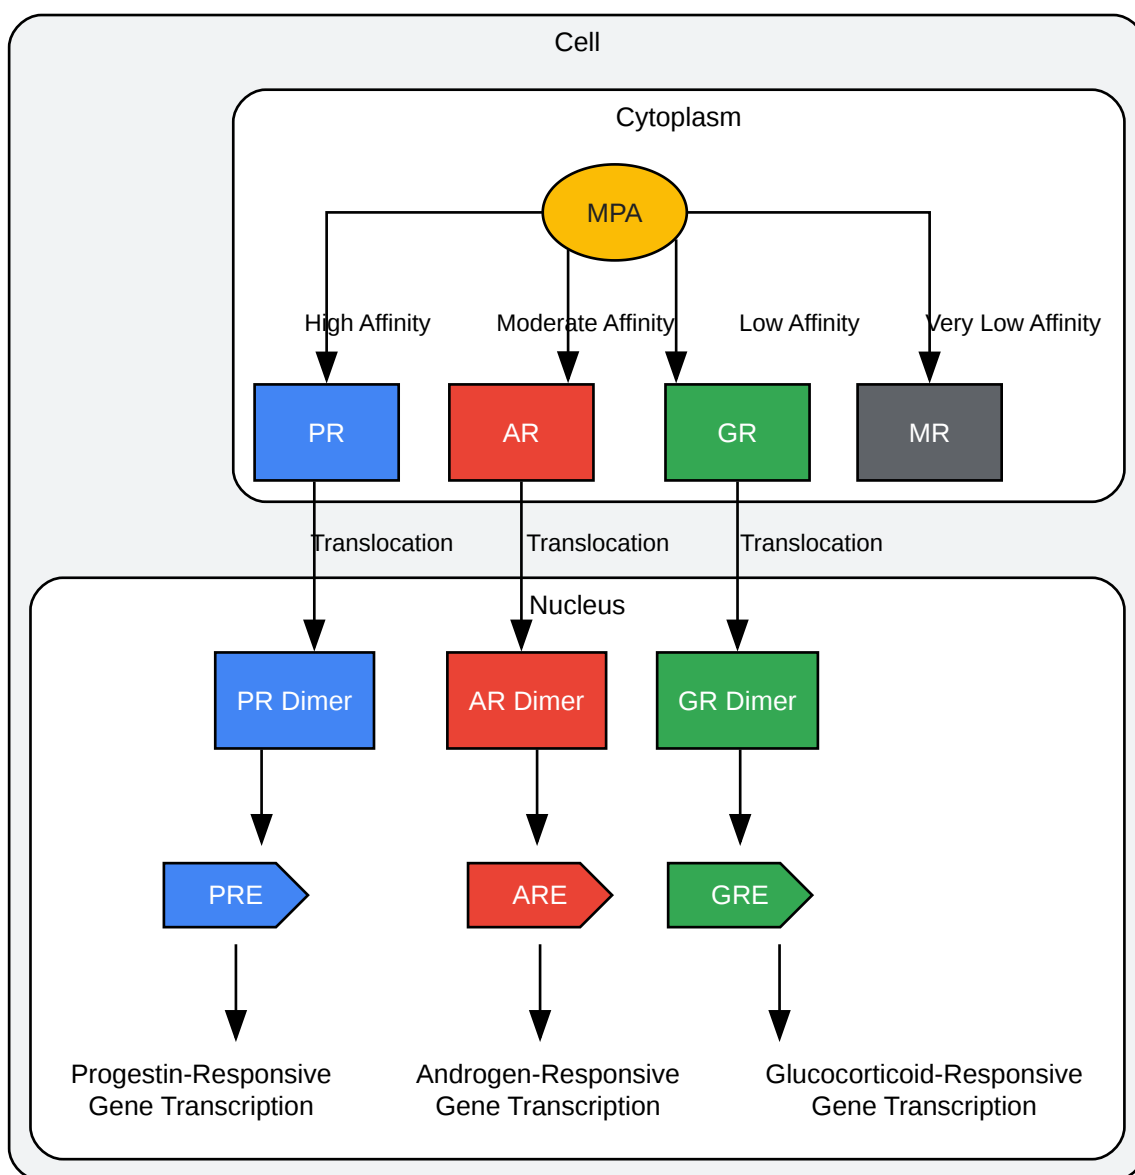 Cell
Cytoplasm
MPA
High Affinity
Moderate Affinity
Low Affinity
Very Low Affinity
PR
AR
GR
MR
Translocation
Translocation
Translocation
Nucleus
PR Dimer
AR Dimer
GR Dimer
PRE
ARE
GRE
Progestin-Responsive
Gene Transcription
Androgen-Responsive
Gene Transcription
Glucocorticoid-Responsive
Gene Transcription